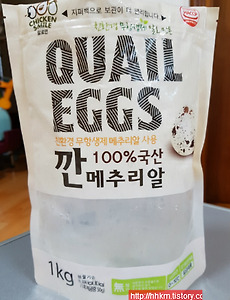 지퍼백으로 보관이 더 편리합니다
CHICKEN SMILE
QUAIL
EGGS
친환경 무항생제 메추리알 사용
깐 100%국산
메추리알
1kg
無
http://hhkm.tistory.com